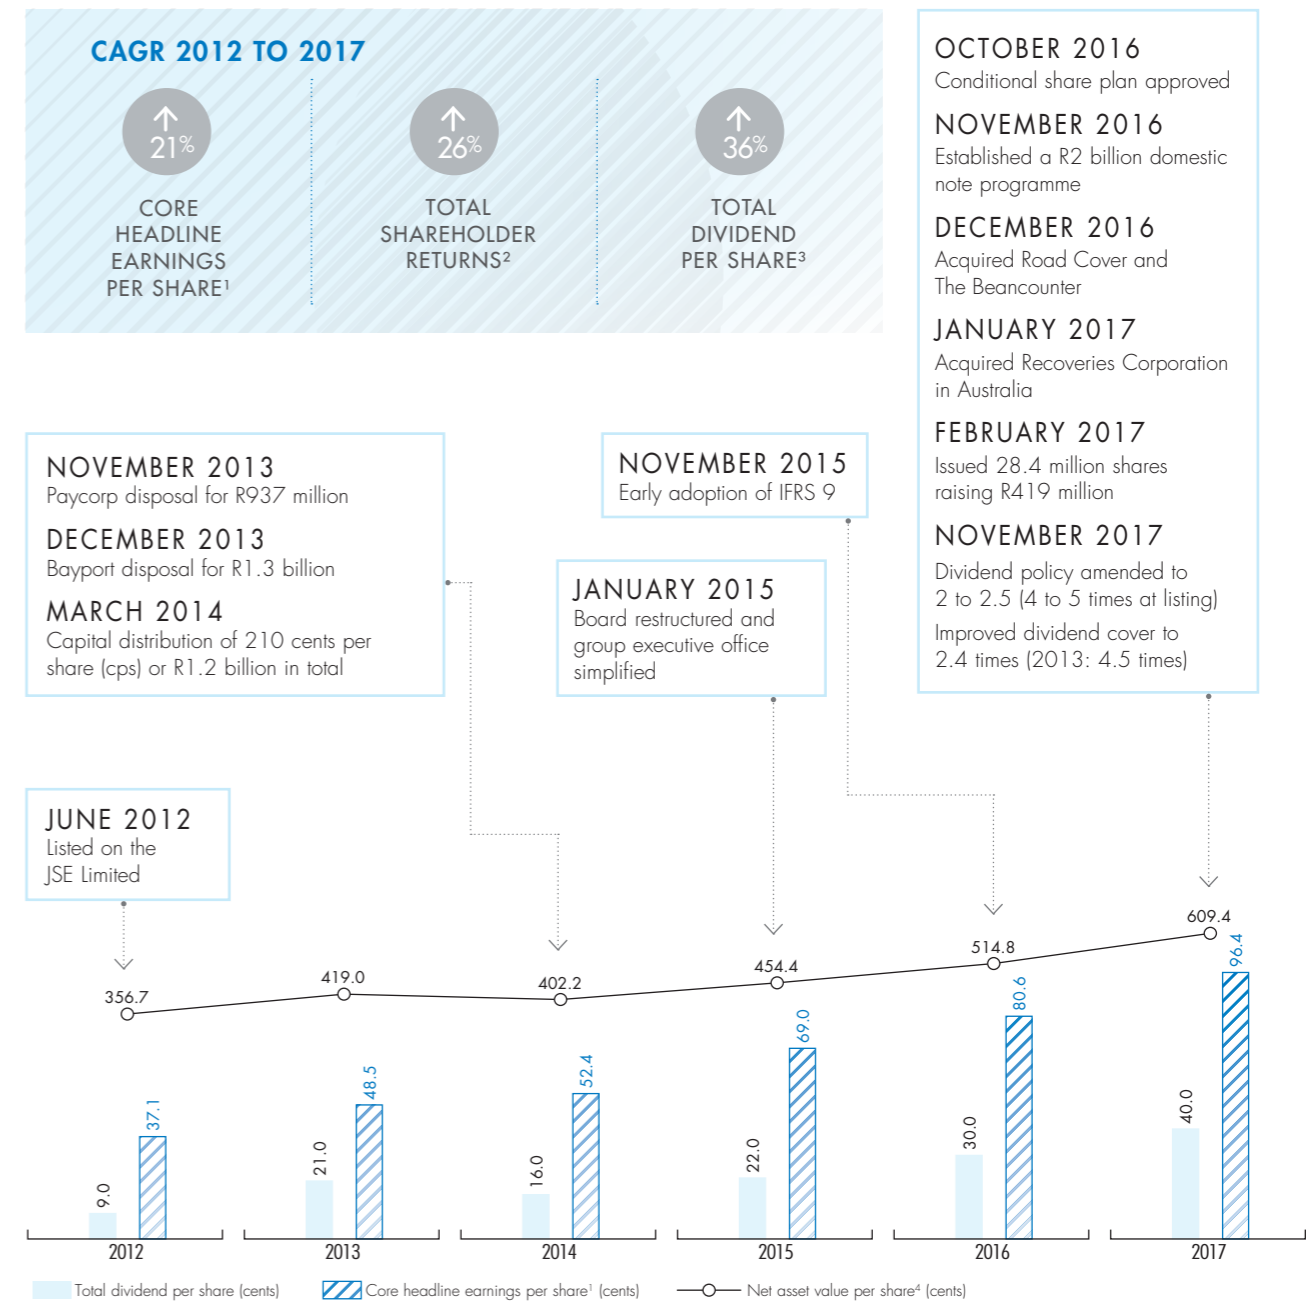 CAGR 2012 TO 2017
21%
CORE
HEADLINE
EARNINGS
PER SHARE¹
26%
TOTAL
SHAREHOLDER
RETURNS²
36%
TOTAL
DIVIDEND
PER SHARE³
OCTOBER 2016
Conditional share plan approved
NOVEMBER 2016
Established a R2 billion domestic
note programme
DECEMBER 2016
Acquired Road Cover and
The Beancounter
JANUARY 2017
Acquired Recoveries Corporation
in Australia
FEBRUARY 2017
Issued 28.4 million shares
raising R419 million
NOVEMBER 2017
Dividend policy amended to
2 to 2.5 (4 to 5 times at listing)
Improved dividend cover to
2.4 times (2013: 4.5 times)
NOVEMBER 2013
Paycorp disposal for R937 million
DECEMBER 2013
Bayport disposal for R1.3 billion
MARCH 2014
Capital distribution of 210 cents per
share (cps) or R1.2 billion in total
NOVEMBER 2015
Early adoption of IFRS 9
JANUARY 2015
Board restructured and
group executive office
simplified
JUNE 2012
Listed on the
JSE Limited
356.7
419.0
402.2
454.4
514.8
609.4
9.0
37.1
21.0
48.5
16.0
52.4
22.0
69.0
30.0
80.6
40.0
96.4
2012
2013
2014
2015
2016
2017
Total dividend per share (cents)
Core headline earnings per share¹ (cents)
Net asset value per share⁴ (cents)